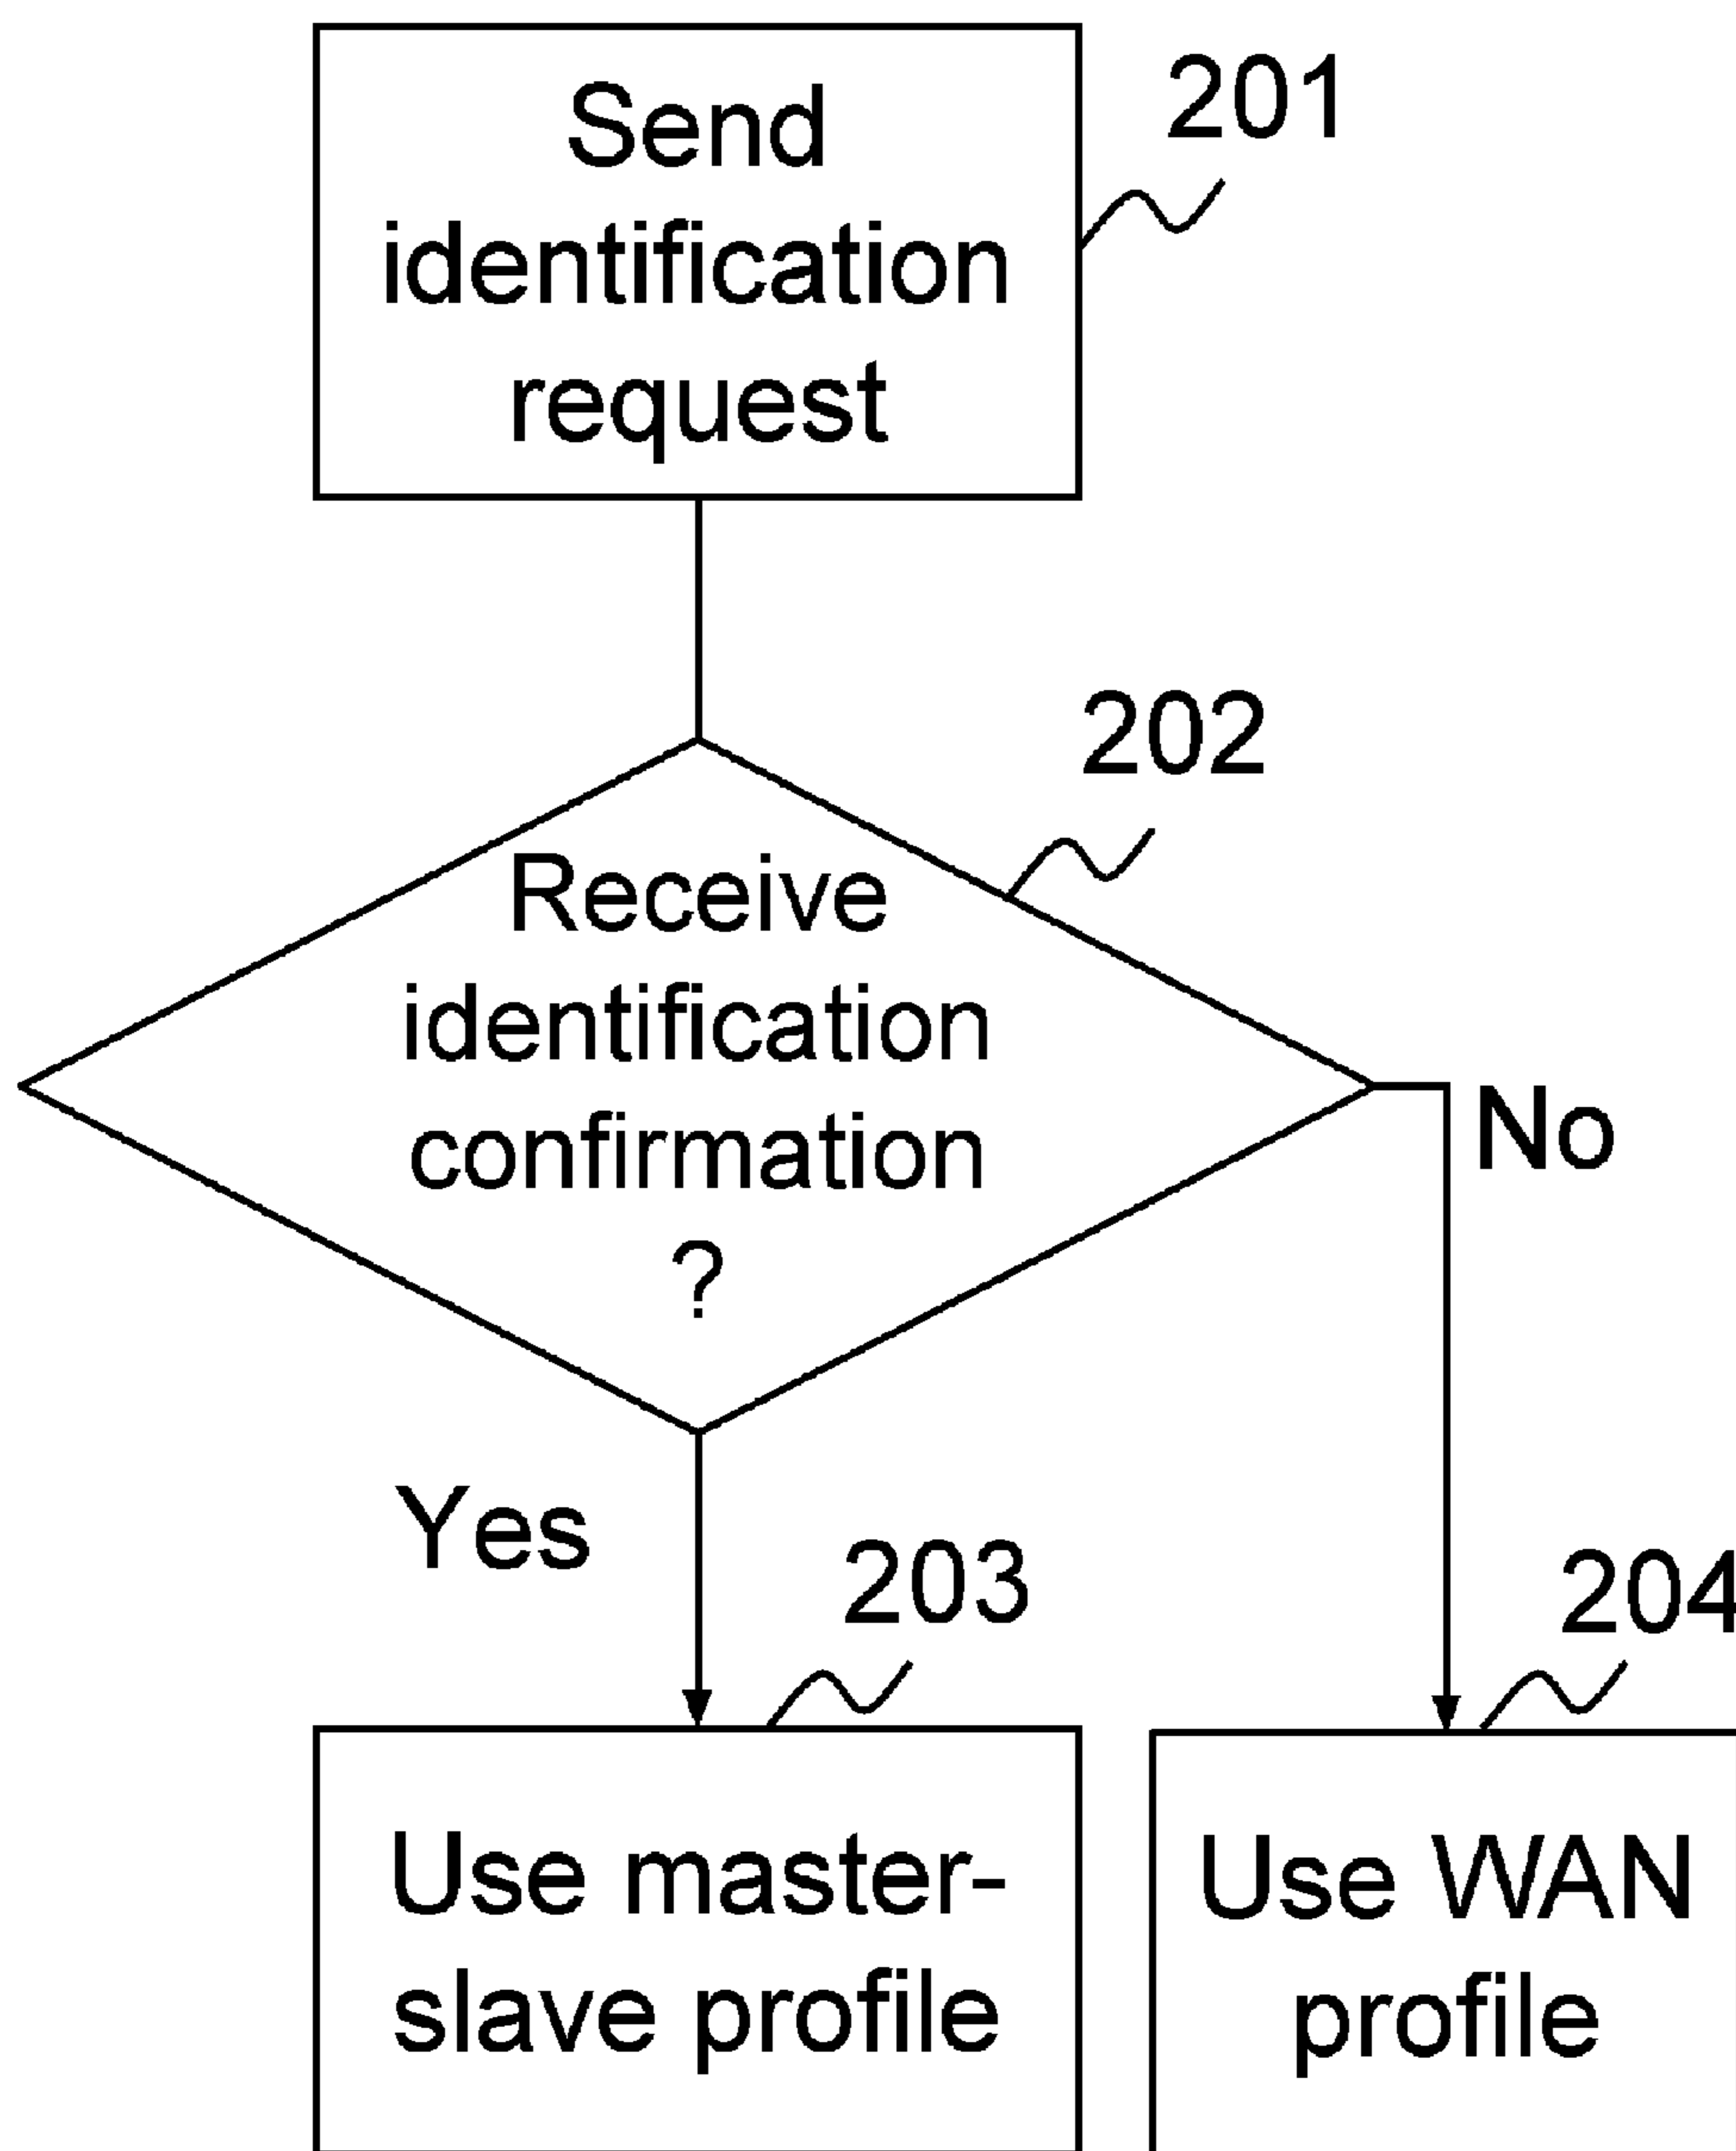 Send
identification
request
201
202
Receive
identification
confirmation
?
No
Yes
203
204
Use master-
slave profile
Use WAN
profile